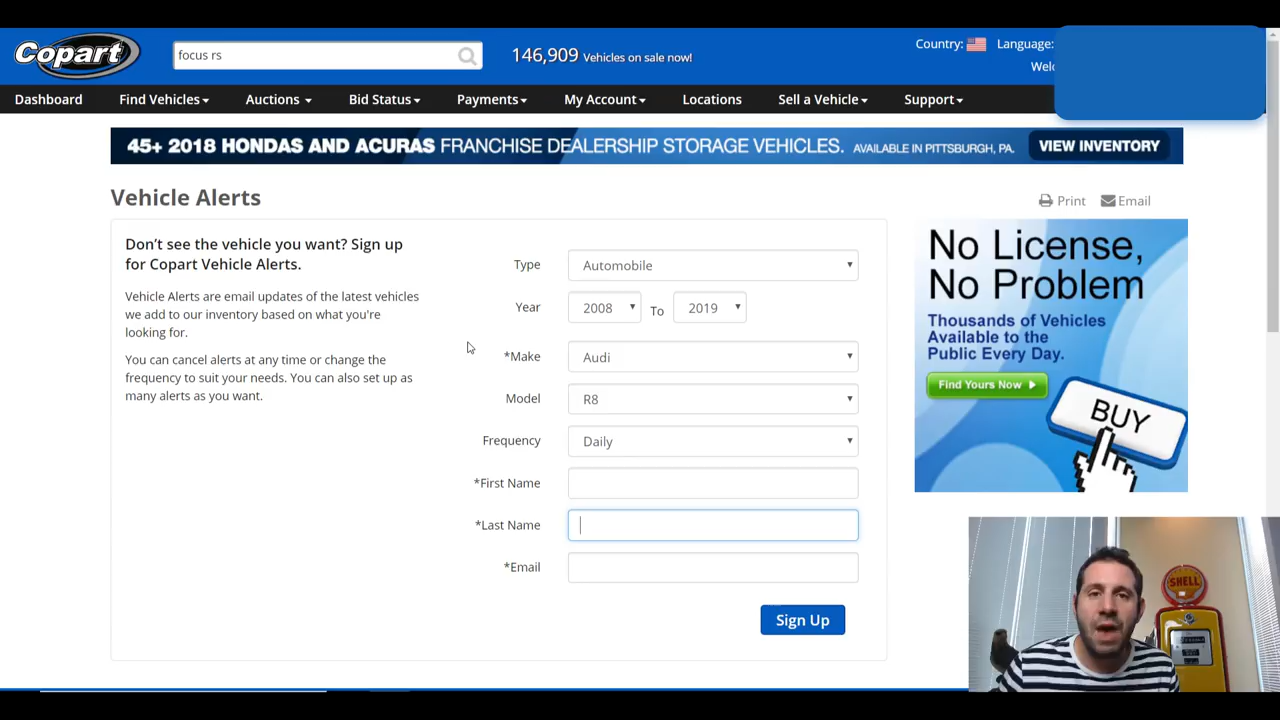 Copart
focus rs
146,909 Vehicles on sale now!
Country:
Language:
Welc
Dashboard
Find Vehicles
Auctions
Bid Status
Payments
My Account
Locations
Sell a Vehicle
Support
45+ 2018 HONDAS AND ACURAS FRANCHISE DEALERSHIP STORAGE VEHICLES. AVAILABLE IN PITTSBURGH, PA. VIEW INVENTORY
Vehicle Alerts
Print
Email
Don't see the vehicle you want? Sign up
for Copart Vehicle Alerts.
Vehicle Alerts are email updates of the latest vehicles
we add to our inventory based on what you're
looking for.
You can cancel alerts at any time or change the
frequency to suit your needs. You can also set up as
many alerts as you want.
Type
Automobile
Year
2008
To
2019
*Make
Audi
Model
R8
Frequency
Daily
*First Name
*Last Name
*Email
Sign Up
No License,
No Problem
Thousands of Vehicles
Available to the
Public Every Day.
Find Yours Now
BUY
SHELL